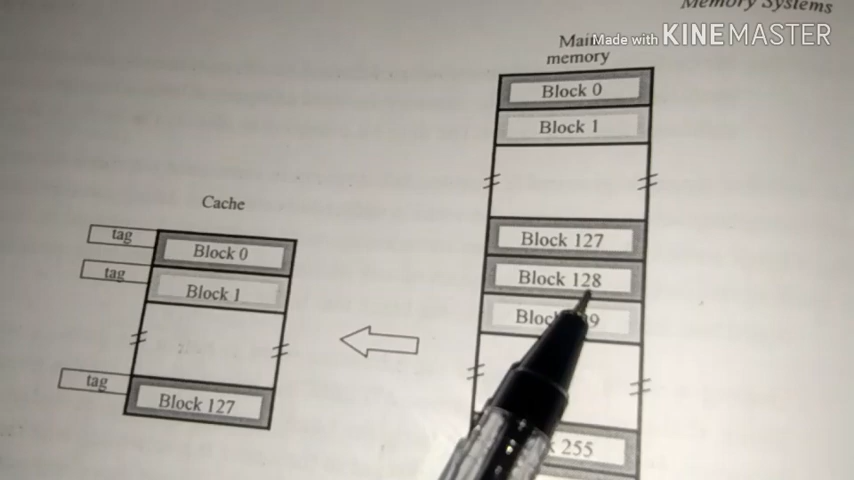 Memory Systems
Made with KINEMASTER
Main
memory
Block 0
Block 1
Block 127
Block 128
255
Cache
tag
Block 0
tag
Block 1
tag
Block 127